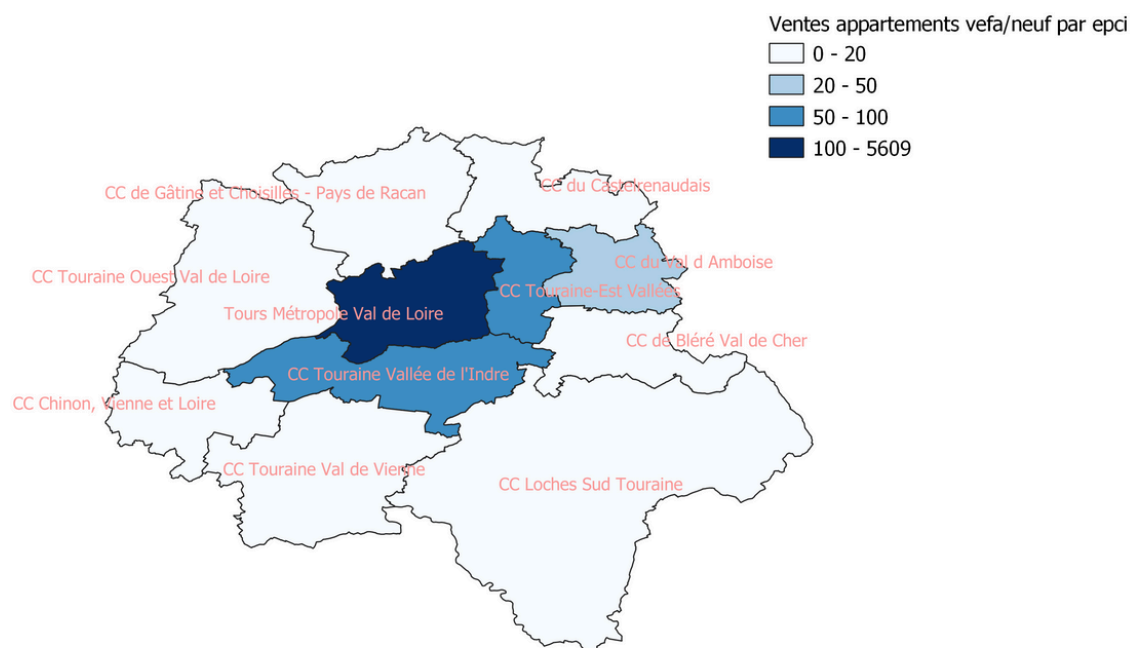 Ventes appartements vefa/neuf par epci
0 - 20
20 - 50
50 - 100
100 - 5609
CC de Gâtine et Choisilles - Pays de Racan
CC du Castelrenaudais
CC Touraine Ouest Val de Loire
CC du Val d Amboise
CC Touraine-Est Vallées
Tours Métropole Val de Loire
CC de Bléré Val de Cher
CC Touraine Vallée de l'Indre
CC Chinon, Vienne et Loire
CC Touraine Val de Vienne
CC Loches Sud Touraine